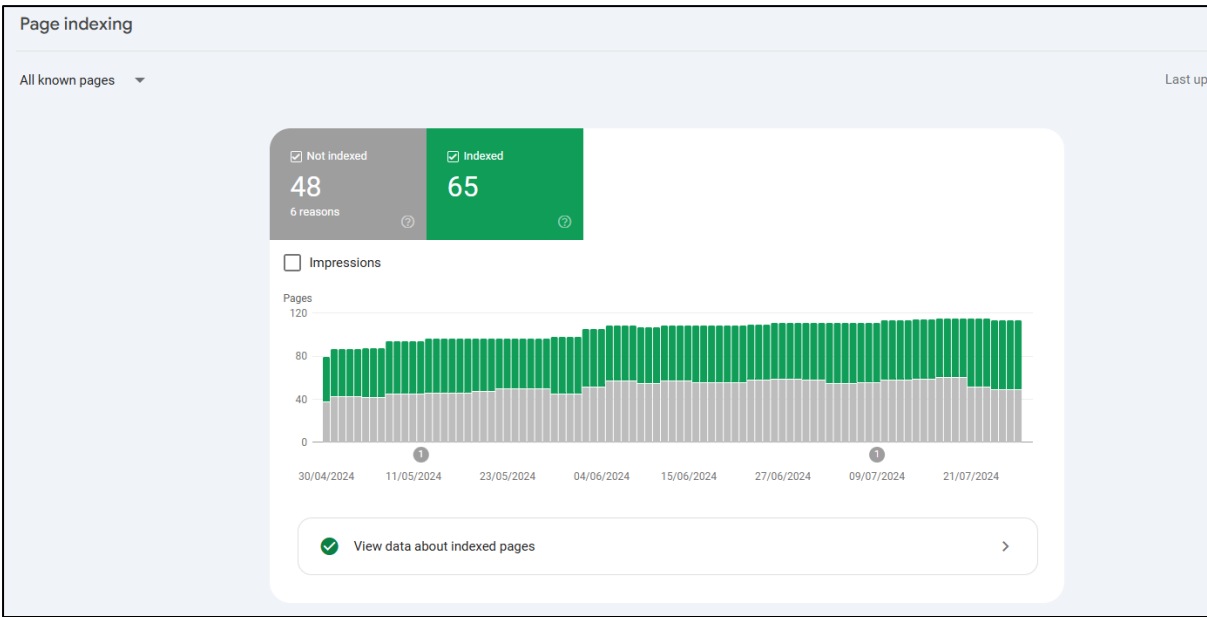 Page indexing
All known pages
Last up
Not indexed
Indexed
48
65
6 reasons
Impressions
Pages
120
80
40
0
1
1
30/04/2024
11/05/2024
23/05/2024
04/06/2024
15/06/2024
27/06/2024
09/07/2024
21/07/2024
View data about indexed pages